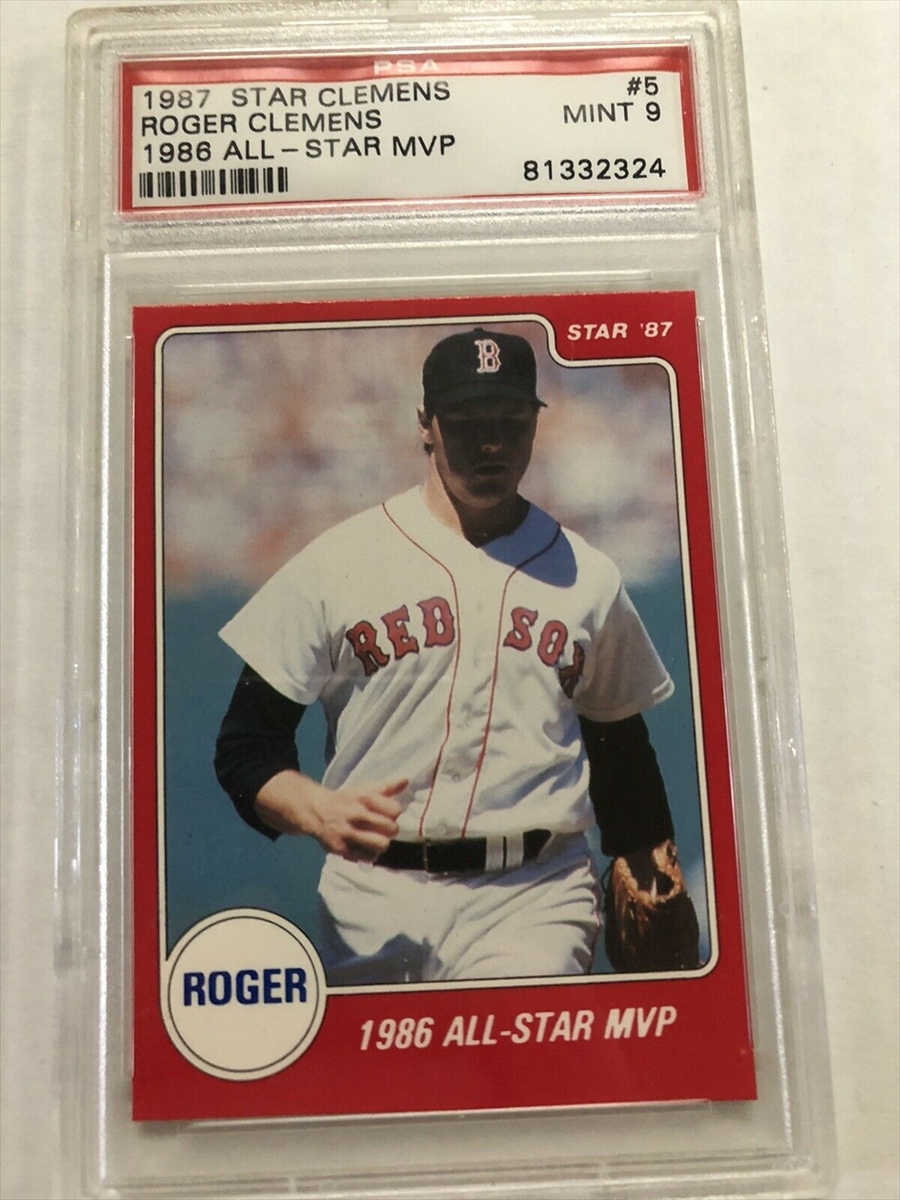 PSA
1987 STAR CLEMENS #5
ROGER CLEMENS MINT 9
1986 ALL-STAR MVP
81332324
STAR '87
B
RED SOX
ROGER
1986 ALL-STAR MVP